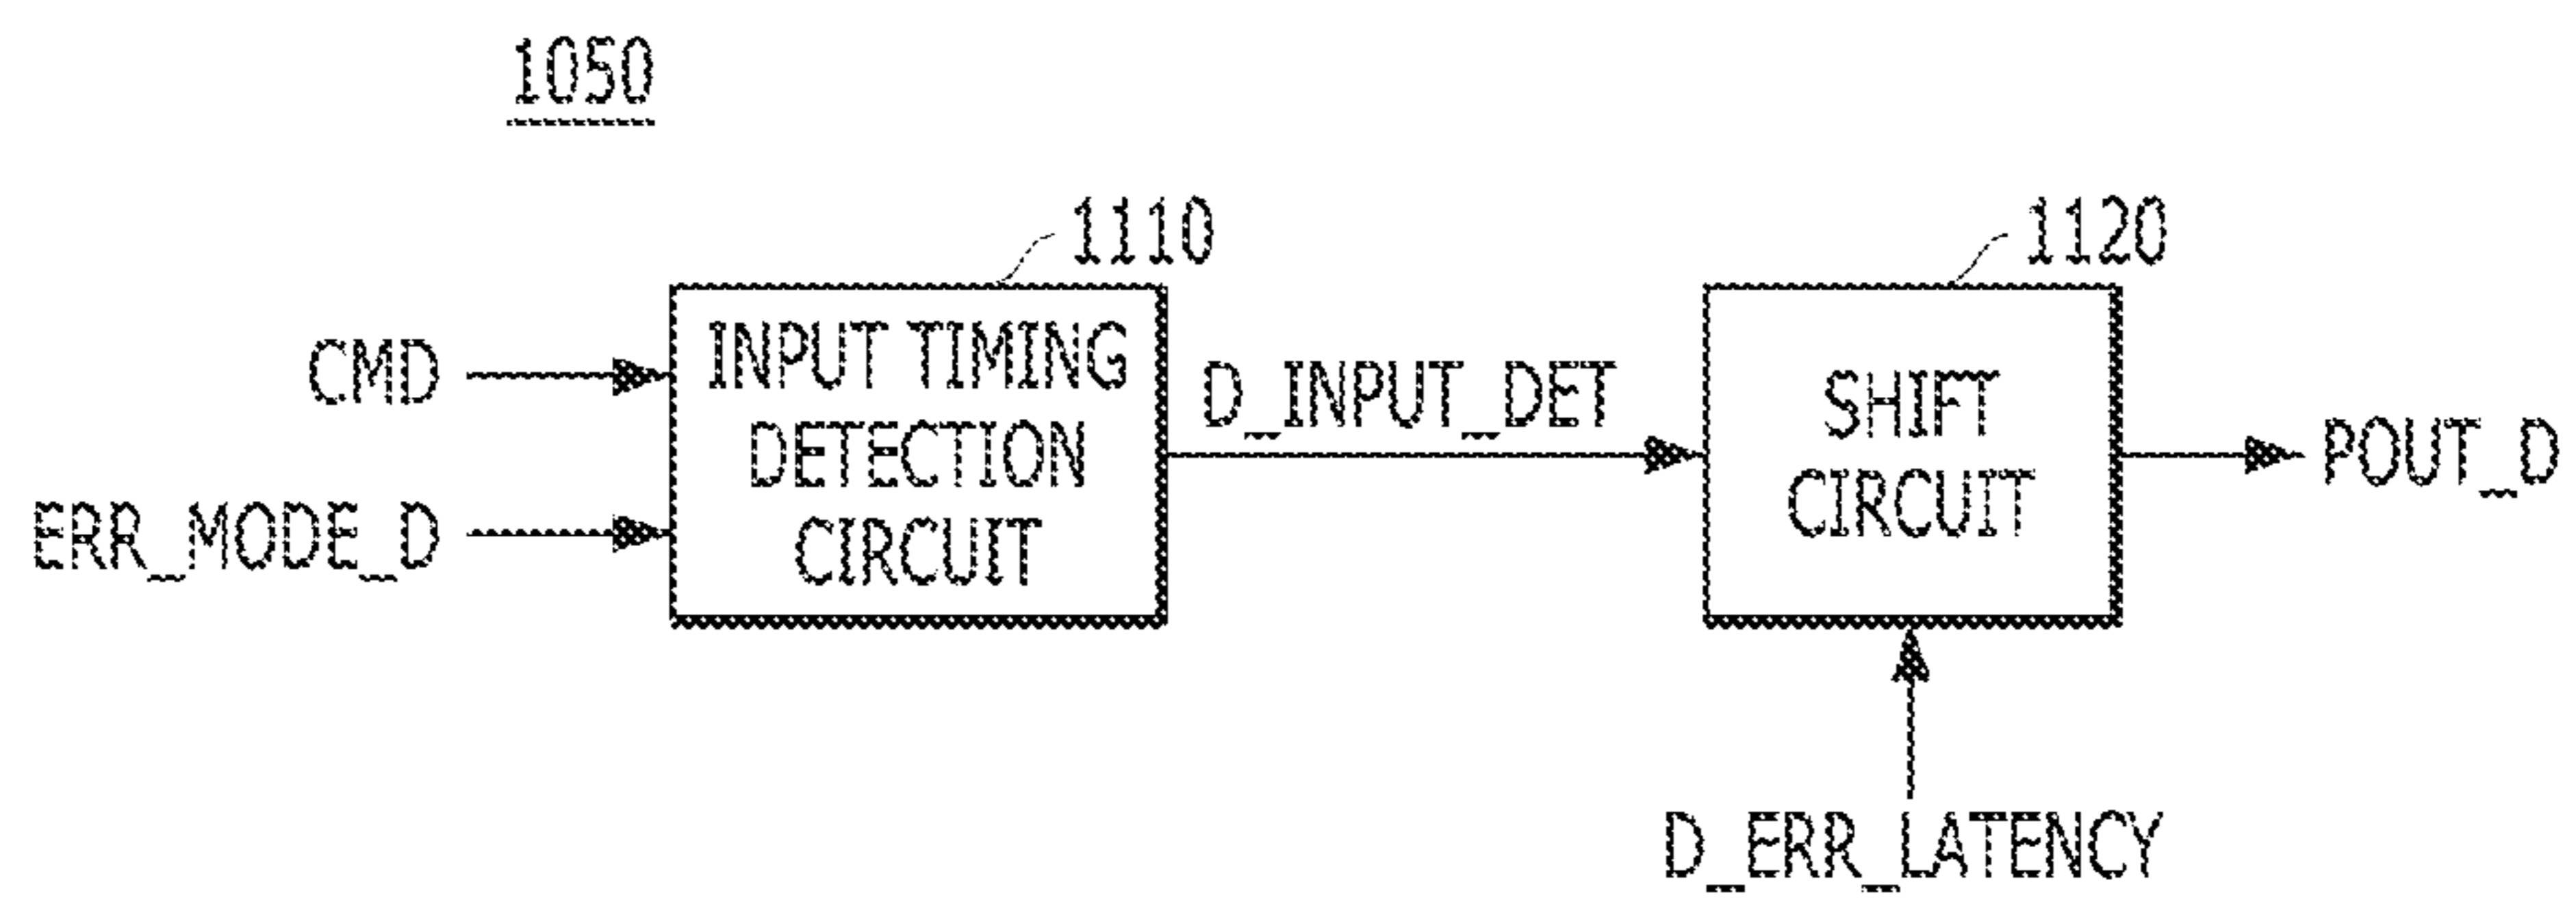 1050
1110
1120
CMD
ERR_MODE_D
INPUT TIMING
DETECTION
CIRCUIT
D_INPUT_DET
SHIFT
CIRCUIT
POUT_D
D_ERR_LATENCY